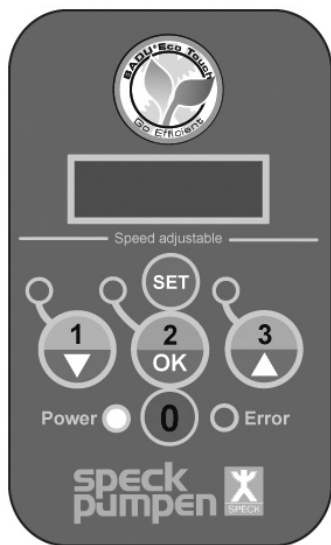 BADU®Eco Touch
Go Efficient
Speed adjustable
SET
1 2 3
OK
Power 0 Error
speck
pumpen
SPECK